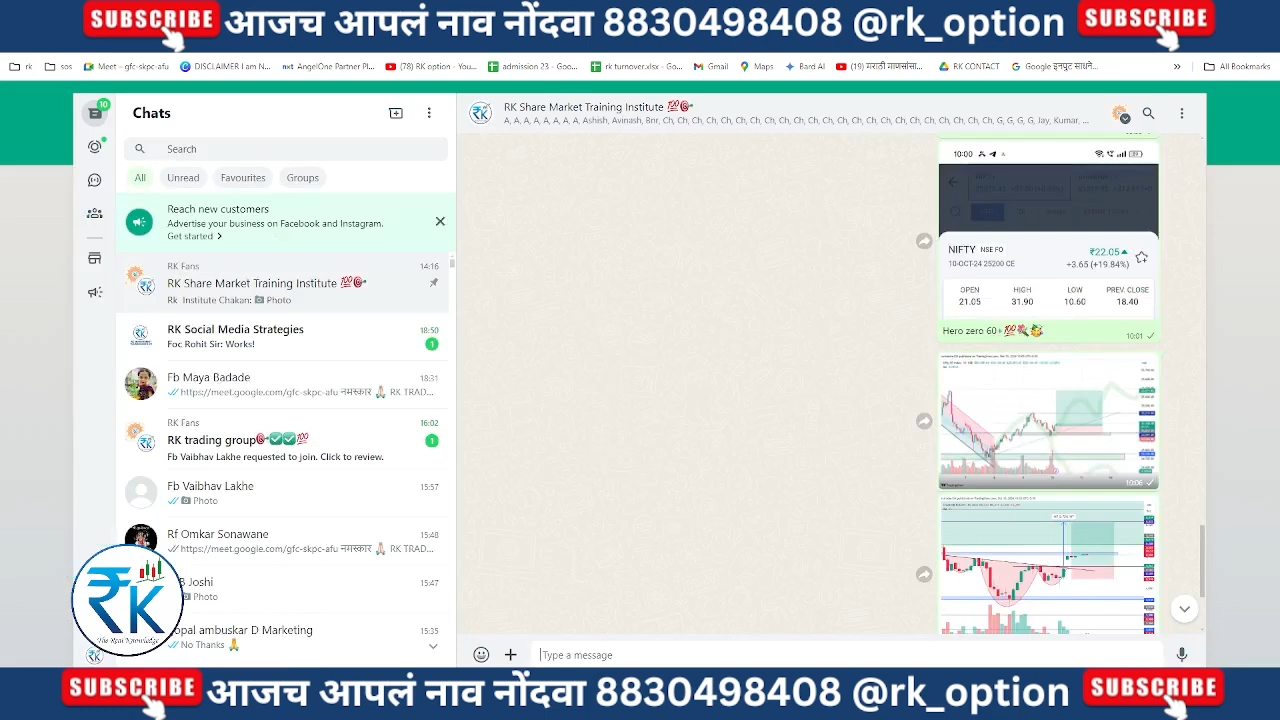 SUBSCRIBE आजच आपलं नाव नोंदवा 8830498408 @rk_option SUBSCRIBE
rk sos Meet – gfc-skpc-afu DISCLAIMER I am N... AngelOne Partner Pl... (78) RK option - You... admission 23 - Goo... rk turnover.xlsx - Go... Gmail Maps Bard AI (19) मराठी माणसांसा... RK CONTACT Google इनपुट साधने... » All Bookmarks
10
Chats
Search
All Unread Favourites Groups
Reach new customers
Advertise your business on Facebook and Instagram.
Get started >
RK Fans 14:16
RK Share Market Training Institute 💯🎯
Rk Institute Chakan: Photo
RK Social Media Strategies 18:50
Foc Rohit Sir: Works! 1
Fb Maya Badade 18:31
https://meet.google.com/gfc-skpc-afu नमस्कार 🙏 RK TRAD...
RK Fans 16:02
RK trading group🎯✅✅💯 1
Fb Vaibhav Lakhe requested to join. Click to review.
Fb Vaibhav Lakhe 15:57
Photo
Rf Omkar Sonawane 15:48
https://meet.google.com/gfc-skpc-afu नमस्कार 🙏 RK TRAD...
B Joshi 15:47
Photo
opal ambuskar D Marketing 15:35
No Thanks 🙏
RK Share Market Training Institute 💯🎯
A, A, A, A, A, A, A, A, Ashish, Avinash, Bnr, Ch, Ch, Ch, Ch, Ch, Ch, Ch, Ch, Ch, Ch, Ch, Ch, Ch, Ch, Ch, Ch, Ch, Ch, Ch, Ch, G, G, G, G, Jay, Kumar, ...
10:00
NIFTY NSE FO ₹22.05
10-OCT-24 25200 CE +3.65 (+19.84%)
OPEN HIGH LOW PREV. CLOSE
21.05 31.90 10.60 18.40
Hero zero 60+💯
10:01
10:06
Type a message
₹K
The Real Knowledge
SUBSCRIBE आजच आपलं नाव नोंदवा 8830498408 @rk_option SUBSCRIBE